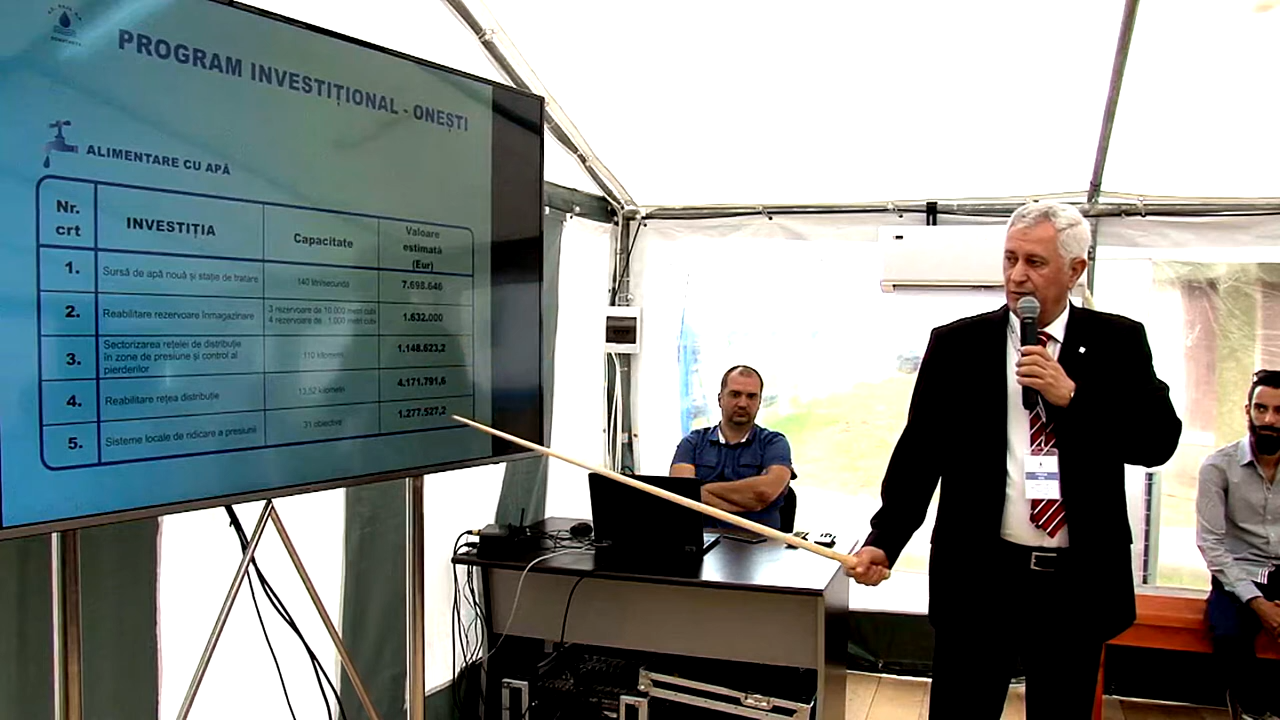 PROGRAM INVESTIȚIONAL - ONEȘTI
ALIMENTARE CU APĂ
Nr. crt
INVESTIȚIA
Capacitate
Valoare estimată (Eur)
1.
Sursă de apă nouă și stație de tratare
140 litri/secundă
7.698.646
2.
Reabilitare rezervoare înmagazinare
3 rezervoare de 10.000 metri cubi
4 rezervoare de 1.000 metri cubi
1.632.000
3.
Sectorizarea rețelei de distribuție
în zone de presiune și control al
pierderilor
110 kilometri
1.148.623,2
4.
Reabilitare rețea distribuție
13,52 kilometri
4.171.791,6
5.
Sisteme locale de ridicare a presiunii
31 obiective
1.277.527,2